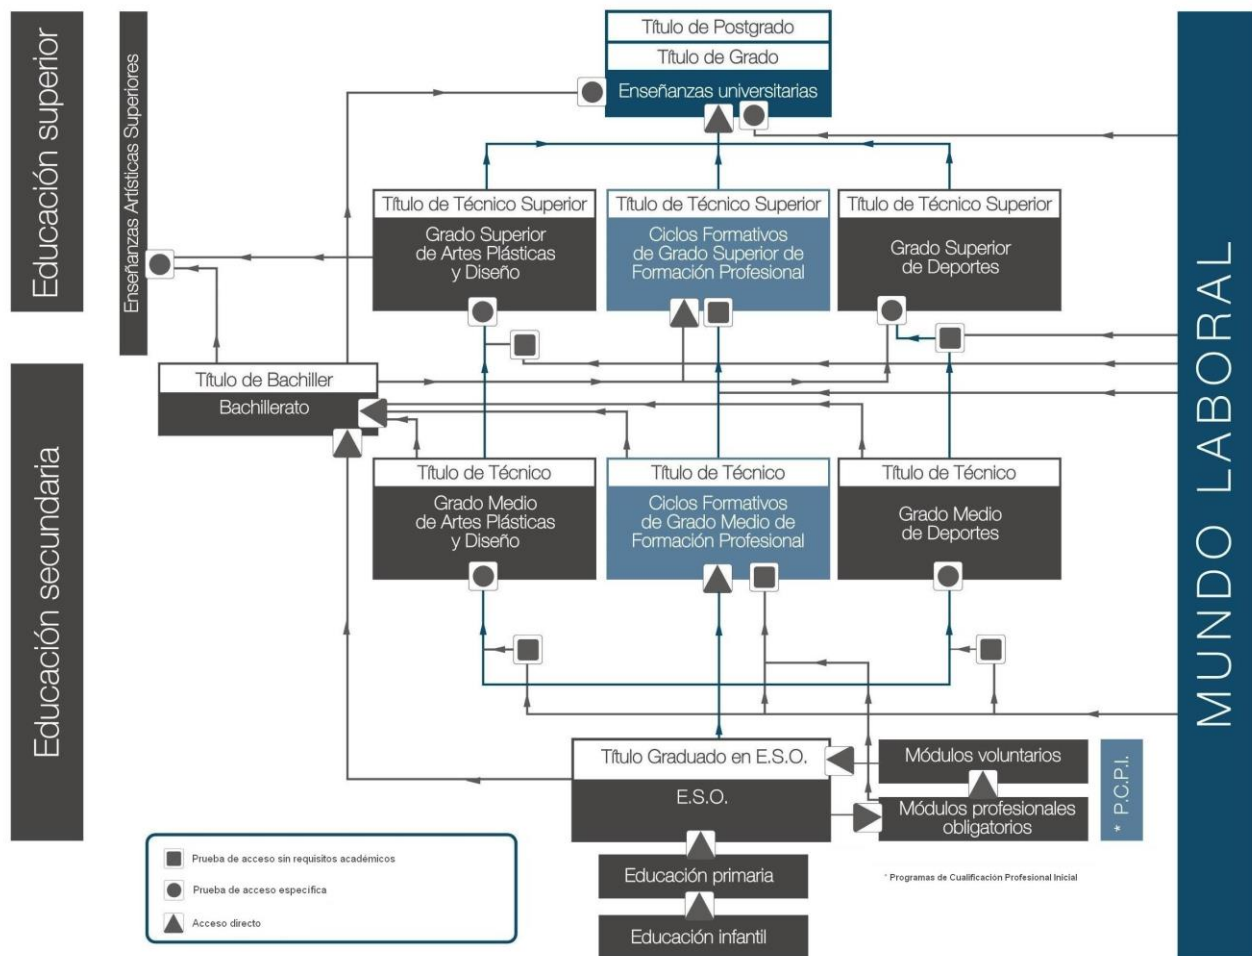 Educación superior
Enseñanzas Artísticas Superiores
Título de Postgrado
Título de Grado
Enseñanzas universitarias
Título de Técnico Superior
Grado Superior
de Artes Plásticas
y Diseño
Título de Técnico Superior
Ciclos Formativos
de Grado Superior de
Formación Profesional
Título de Técnico Superior
Grado Superior
de Deportes
MUNDO LABORAL
Educación secundaria
Título de Bachiller
Bachillerato
Título de Técnico
Grado Medio
de Artes Plásticas
y Diseño
Título de Técnico
Ciclos Formativos
de Grado Medio de
Formación Profesional
Título de Técnico
Grado Medio
de Deportes
Título Graduado en E.S.O.
E.S.O.
Módulos voluntarios
Módulos profesionales
obligatorios
* P.C.P.I.
Educación primaria
Educación infantil
* Programas de Cualificación Profesional Inicial
Prueba de acceso sin requisitos académicos
Prueba de acceso específica
Acceso directo